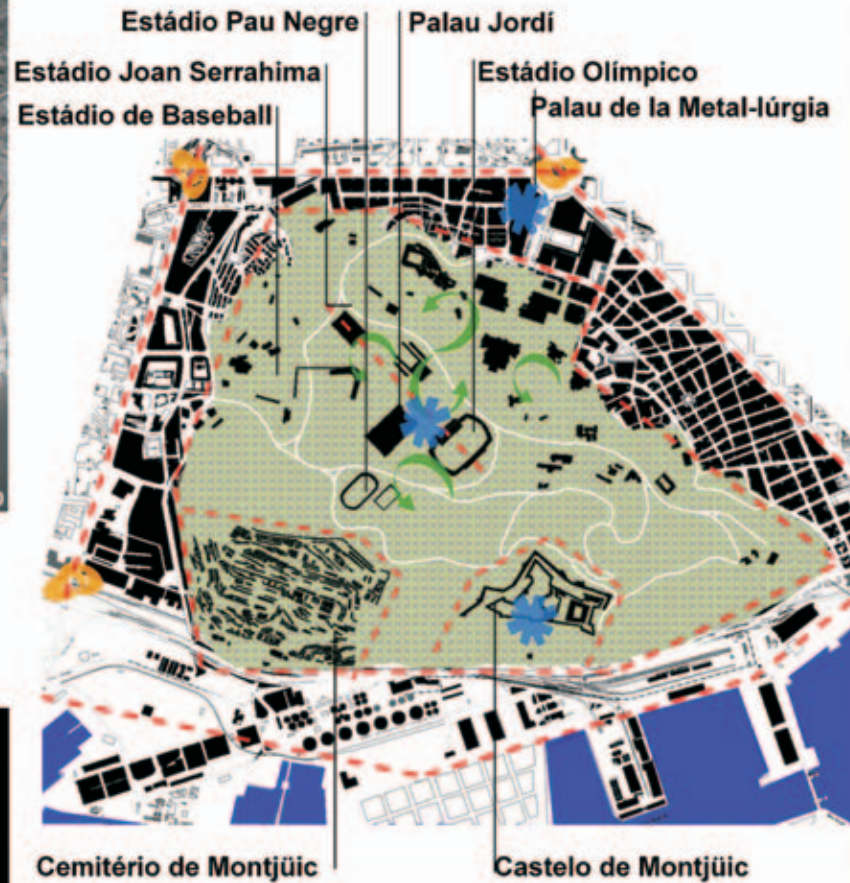 Estádio Pau Negre
Palau Jordí
Estádio Joan Serrahima
Estádio Olímpico
Estádio de Baseball
Palau de la Metal-lúrgia
Cemitério de Montjüic
Castelo de Montjüic